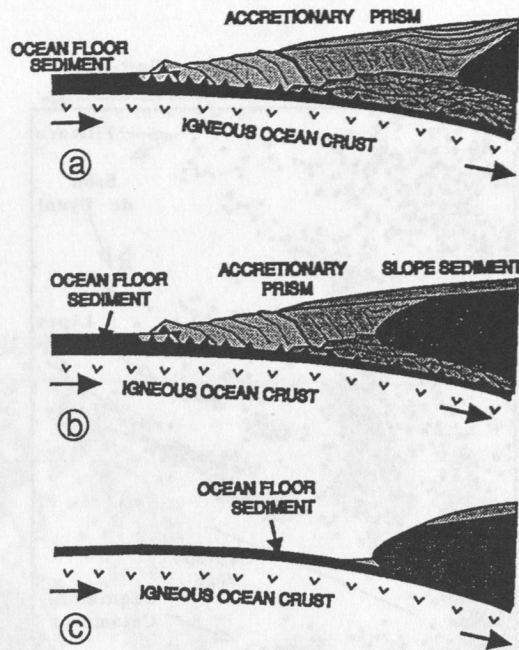 ACCRETIONARY PRISM
OCEAN FLOOR
SEDIMENT
IGNEOUS OCEAN CRUST
a
OCEAN FLOOR
SEDIMENT
ACCRETIONARY
PRISM
SLOPE SEDIMENT
IGNEOUS OCEAN CRUST
b
OCEAN FLOOR
SEDIMENT
IGNEOUS OCEAN CRUST
c